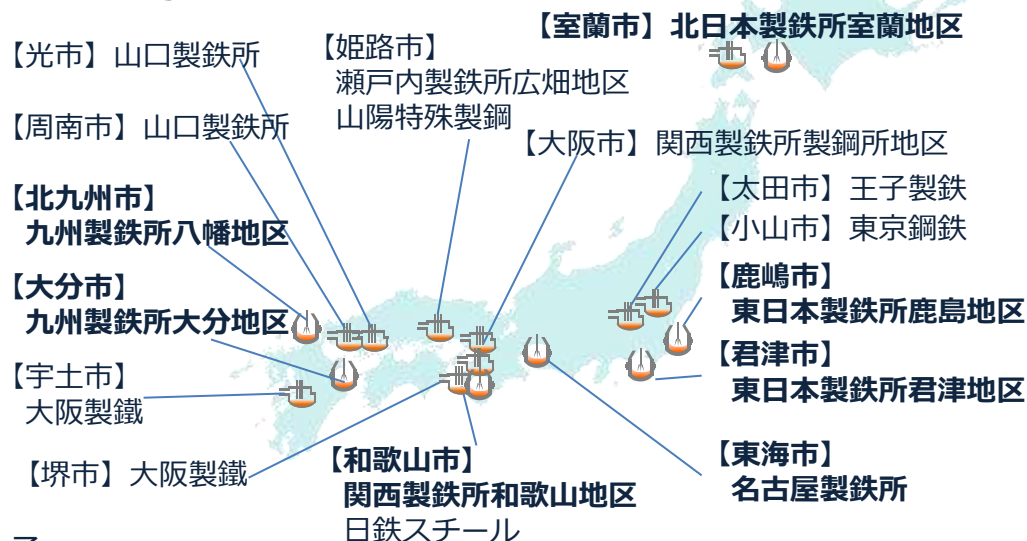 【室蘭市】北日本製鉄所室蘭地区
【光市】山口製鉄所
【姫路市】
瀬戸内製鉄所広畑地区
山陽特殊製鋼
【周南市】山口製鉄所
【大阪市】関西製鉄所製鋼所地区
【太田市】王子製鉄
【北九州市】
九州製鉄所八幡地区
【小山市】東京鋼鉄
【鹿嶋市】
東日本製鉄所鹿島地区
【大分市】
九州製鉄所大分地区
【君津市】
東日本製鉄所君津地区
【宇土市】
大阪製鐵
【堺市】大阪製鐵
【和歌山市】
関西製鉄所和歌山地区
日鉄スチール
【東海市】
名古屋製鉄所